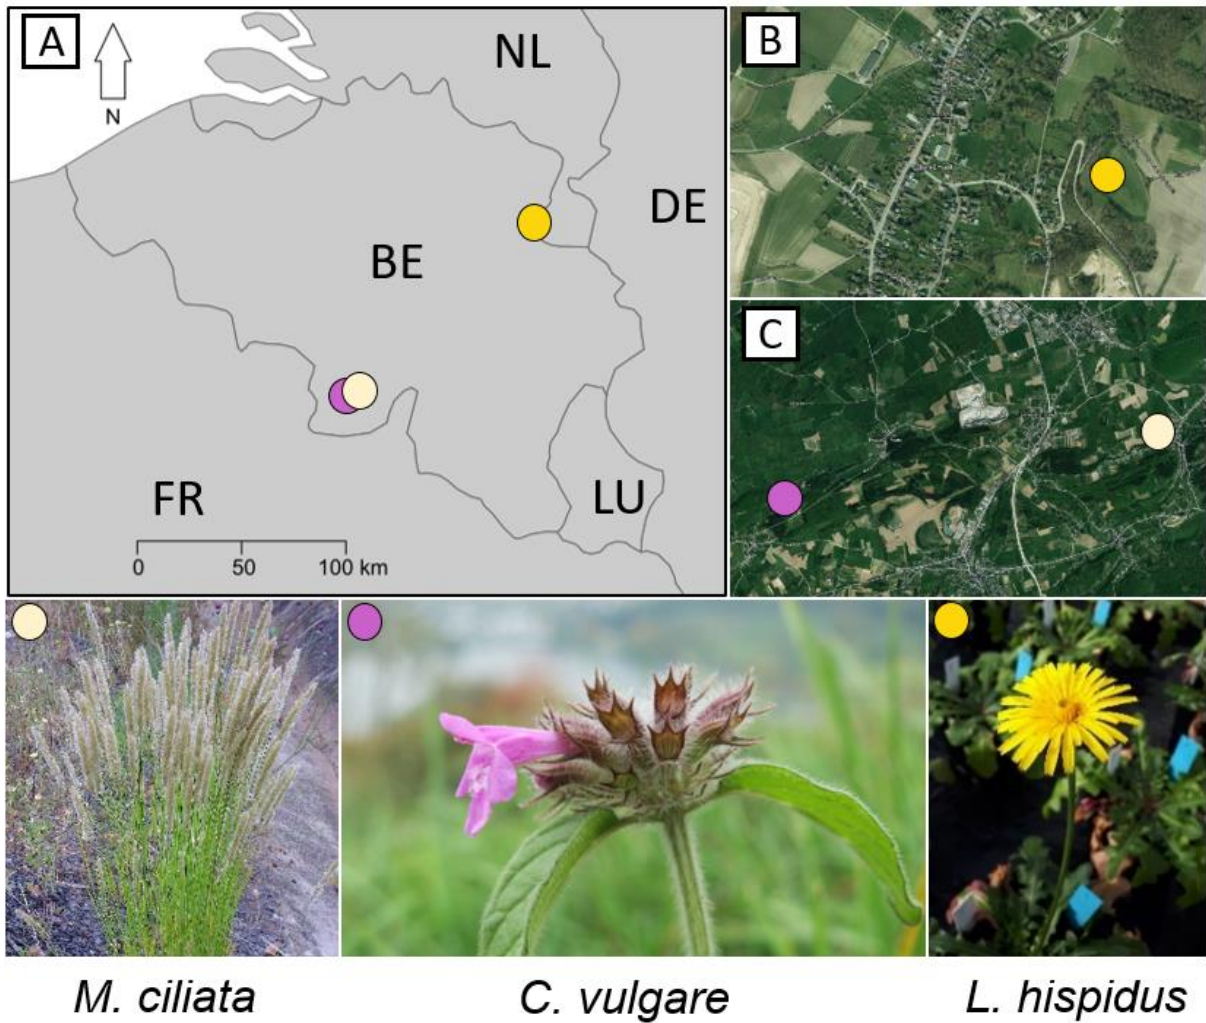 A
N
NL
DE
BE
FR
LU
0 50 100 km
B
C
M. ciliata
C. vulgare
L. hispidus